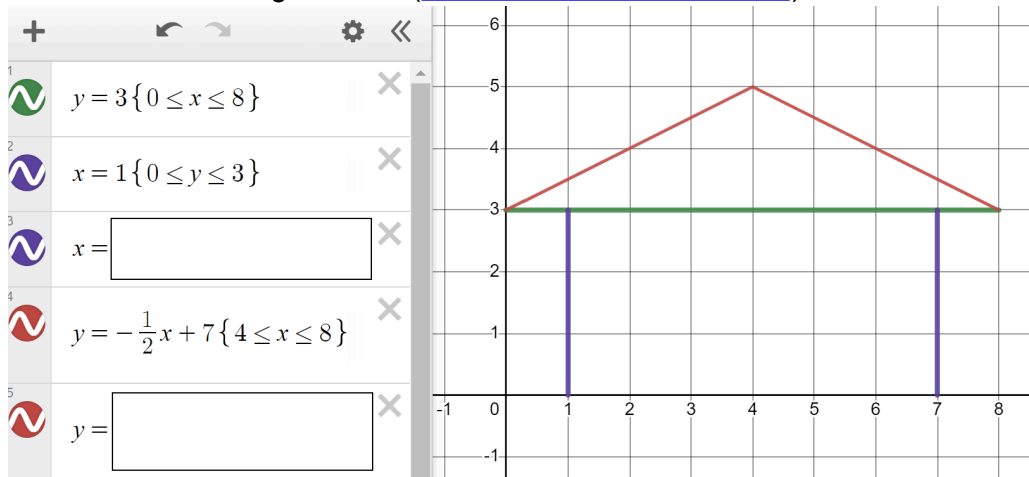 1
y = 3{0 ≤ x ≤ 8}
2
x = 1{0 ≤ y ≤ 3}
3
x =
4
y = -1/2x + 7{4 ≤ x ≤ 8}
5
y =
6
5
4
3
2
1
-1 0 1 2 3 4 5 6 7 8
-1